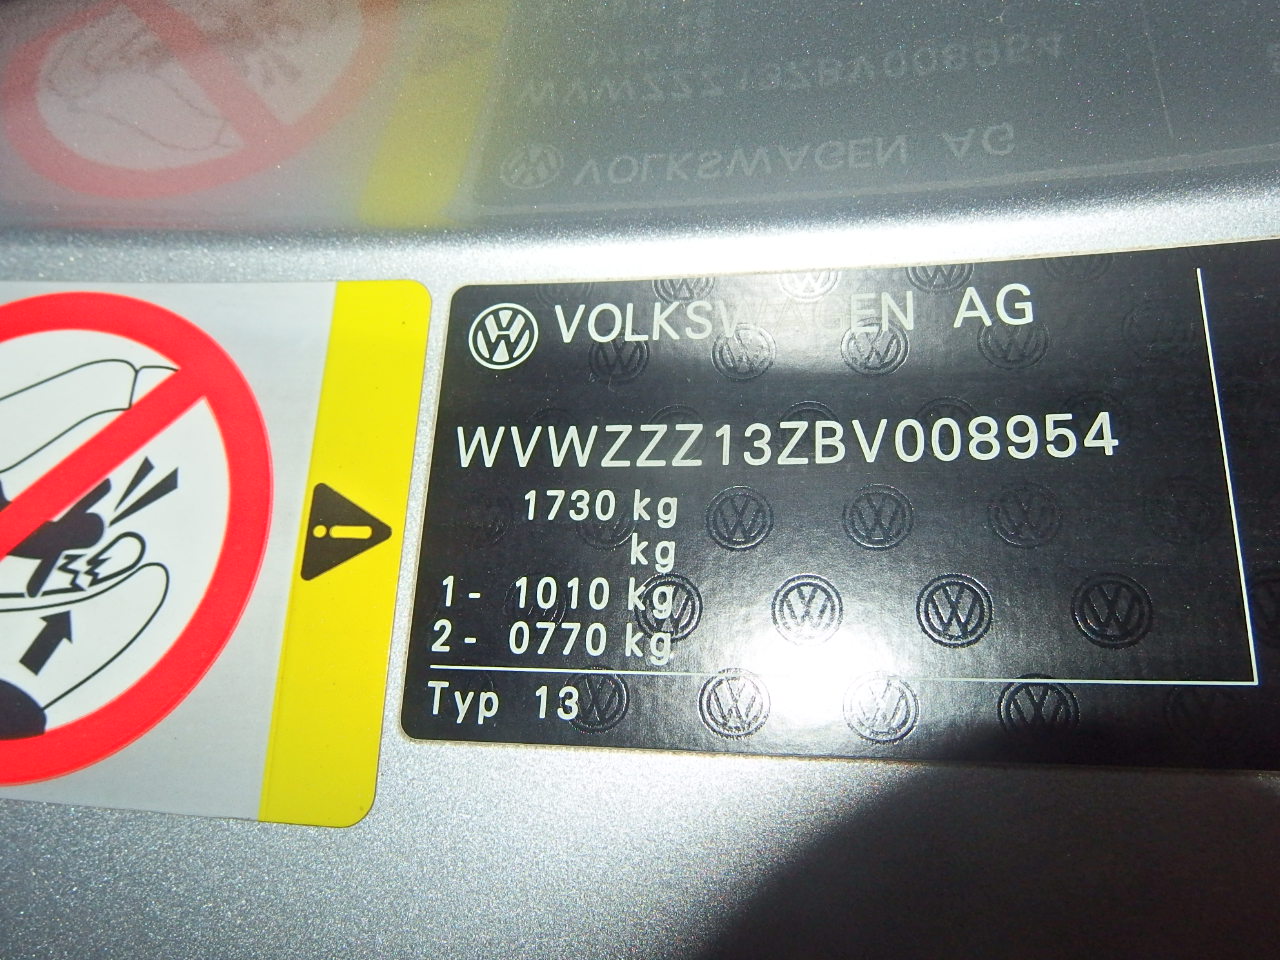 VOLKSWAGEN AG
WVWZZZ13ZBV008954
1730 kg
kg
1- 1010 kg
2- 0770 kg
Typ 13